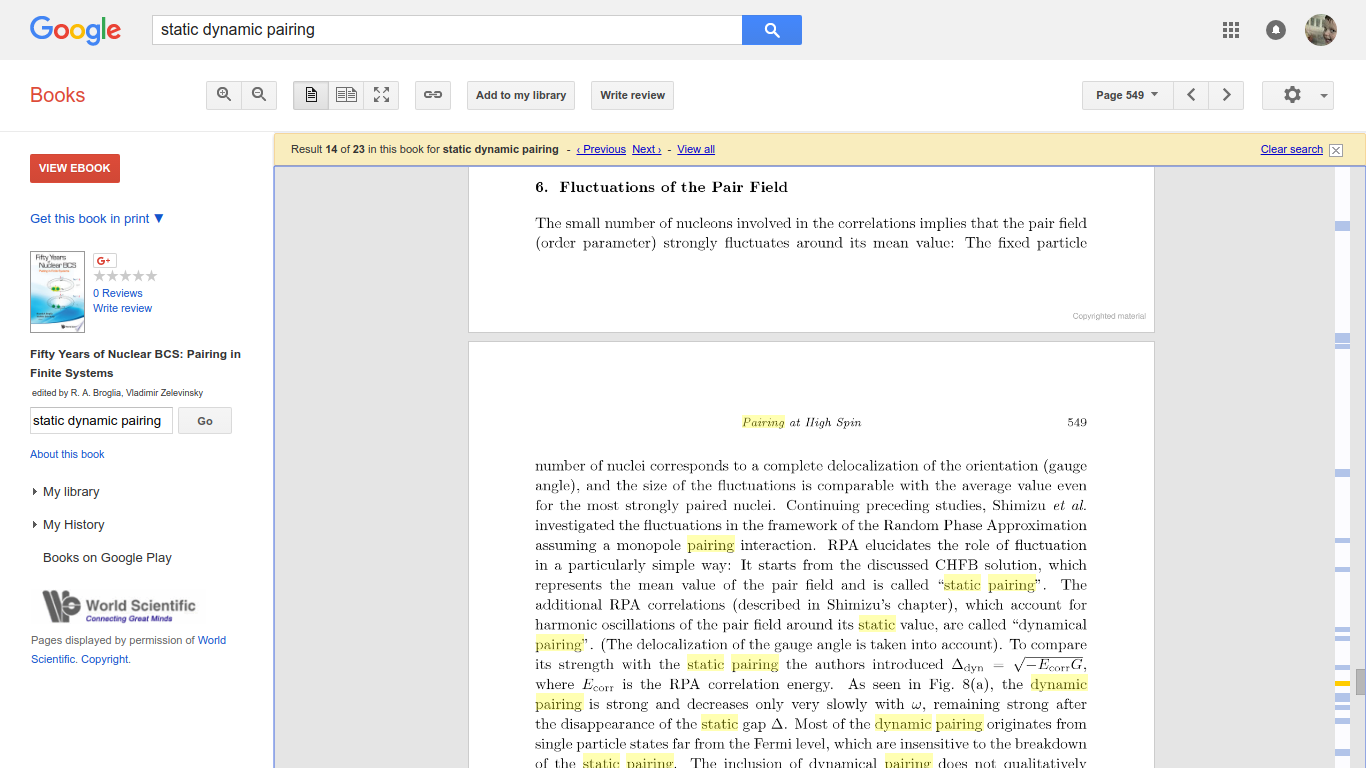 Google
static dynamic pairing
Books
Add to my library
Write review
Page 549
Result 14 of 23 in this book for static dynamic pairing - ‹ Previous Next › - View all
Clear search
VIEW EBOOK
Get this book in print ▼
Fifty Years of
Nuclear BCS
G+
0 Reviews
Write review
Fifty Years of Nuclear BCS: Pairing in
Finite Systems
edited by R. A. Broglia, Vladimir Zelevinsky
static dynamic pairing
Go
About this book
My library
My History
Books on Google Play
World Scientific
Connecting Great Minds
Pages displayed by permission of World
Scientific. Copyright.
6. Fluctuations of the Pair Field
The small number of nucleons involved in the correlations implies that the pair field
(order parameter) strongly fluctuates around its mean value: The fixed particle
Copyrighted material
Pairing at High Spin 549
number of nuclei corresponds to a complete delocalization of the orientation (gauge
angle), and the size of the fluctuations is comparable with the average value even
for the most strongly paired nuclei. Continuing preceding studies, Shimizu et al.
investigated the fluctuations in the framework of the Random Phase Approximation
assuming a monopole pairing interaction. RPA elucidates the role of fluctuation
in a particularly simple way: It starts from the discussed CHFB solution, which
represents the mean value of the pair field and is called “static pairing”. The
additional RPA correlations (described in Shimizu's chapter), which account for
harmonic oscillations of the pair field around its static value, are called “dynamical
pairing”. (The delocalization of the gauge angle is taken into account). To compare
its strength with the static pairing the authors introduced Δdyn = √−EcorrG,
where Ecorr is the RPA correlation energy. As seen in Fig. 8(a), the dynamic
pairing is strong and decreases only very slowly with ω, remaining strong after
the disappearance of the static gap Δ. Most of the dynamic pairing originates from
single particle states far from the Fermi level, which are insensitive to the breakdown
of the static pairing. The inclusion of dynamical pairing does not qualitatively